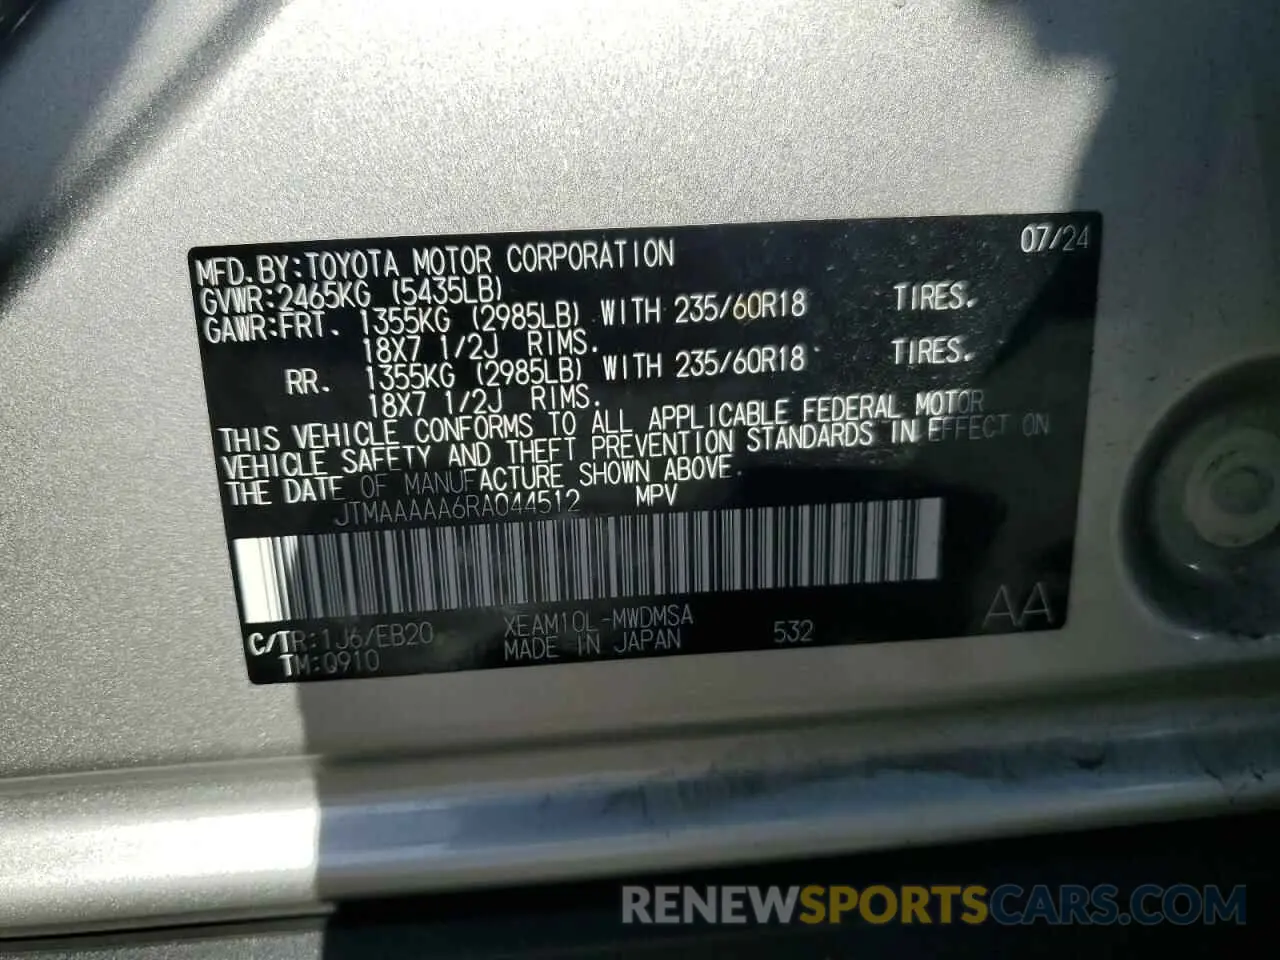 MFD.BY:TOYOTA MOTOR CORPORATION 07/24
GVWR:2465KG (5435LB)
GAWR:FRT. 1355KG (2985LB) WITH 235/60R18 TIRES.
18X7 1/2J RIMS.
RR. 1355KG (2985LB) WITH 235/60R18 TIRES.
18X7 1/2J RIMS.
THIS VEHICLE CONFORMS TO ALL APPLICABLE FEDERAL MOTOR
VEHICLE SAFETY AND THEFT PREVENTION STANDARDS IN EFFECT ON
THE DATE OF MANUFACTURE SHOWN ABOVE.
JTMAAAAA6RA044512 MPV
C/TR:1J6/EB20 XEAM10L-MWDMSA 532 AA
TM:Q910 MADE IN JAPAN
RENEWSPORTSCARS.COM